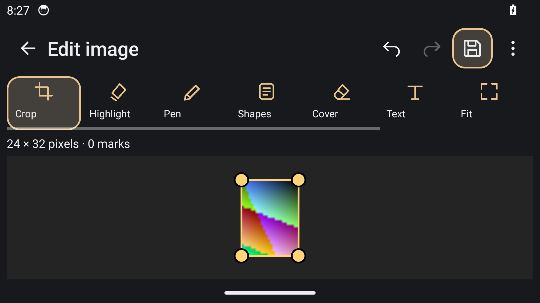 8:27
Edit image
Crop
Highlight
Pen
Shapes
Cover
Text
Fit
24 × 32 pixels · 0 marks